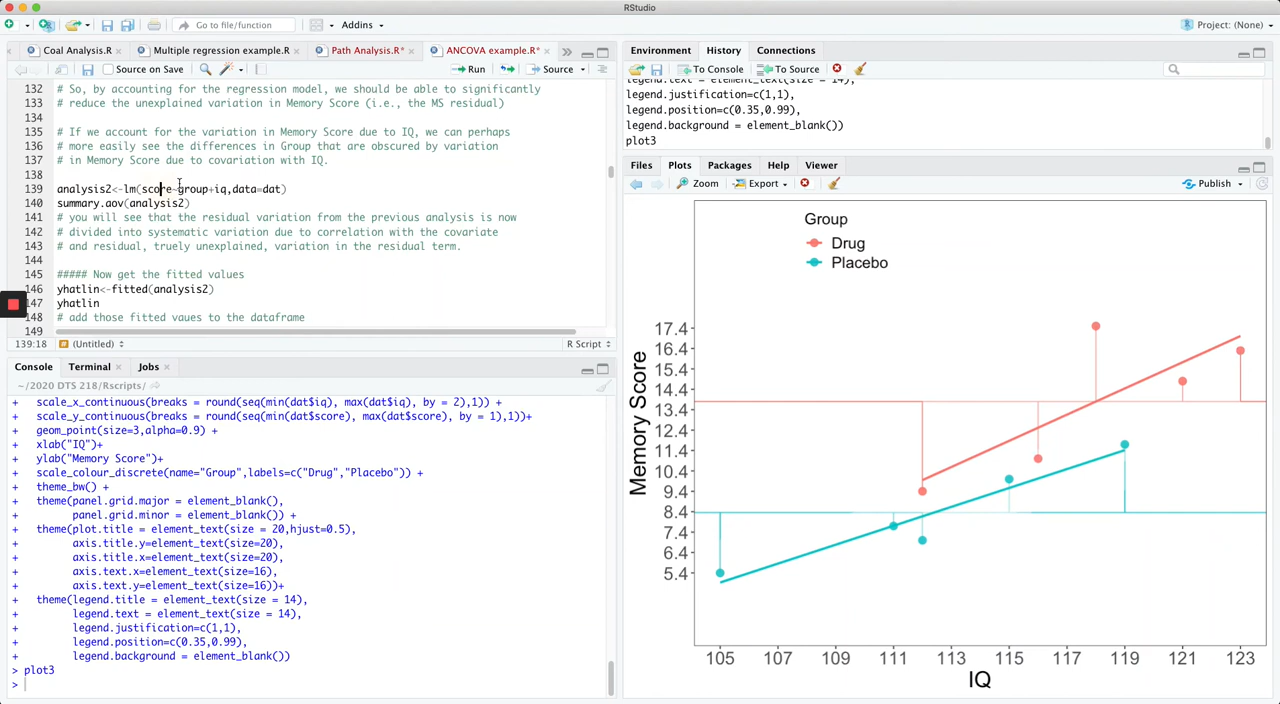 RStudio
Go to file/function
Addins
Project: (None)
Coal Analysis.R
Multiple regression example.R
Path Analysis.R*
ANCOVA example.R*
Source on Save
Run
Source
132 # So, by accounting for the regression model, we should be able to significantly
133 # reduce the unexplained variation in Memory Score (i.e., the MS residual)
134
135 # If we account for the variation in Memory Score due to IQ, we can perhaps
136 # more easily see the differences in Group that are obscured by variation
137 # in Memory Score due to covariation with IQ.
138
139 analysis2<-lm(score~group+iq,data=dat)
140 summary.aov(analysis2)
141 # you will see that the residual variation from the previous analysis is now
142 # divided into systematic variation due to correlation with the covariate
143 # and residual, truely unexplained, variation in the residual term.
144
145 ##### Now get the fitted values
146 yhatlin<-fitted(analysis2)
147 yhatlin
148 # add those fitted vaues to the dataframe
149
139:18
(Untitled)
R Script
Console
Terminal
Jobs
~/2020 DTS 218/Rscripts/
+ scale_x_continuous(breaks = round(seq(min(dat$iq), max(dat$iq), by = 2),1)) +
+ scale_y_continuous(breaks = round(seq(min(dat$score), max(dat$score), by = 1),1))+
+ geom_point(size=3,alpha=0.9) +
+ xlab("IQ")+
+ ylab("Memory Score")+
+ scale_colour_discrete(name="Group",labels=c("Drug","Placebo")) +
+ theme_bw() +
+ theme(panel.grid.major = element_blank(),
+ panel.grid.minor = element_blank()) +
+ theme(plot.title = element_text(size = 20,hjust=0.5),
+ axis.title.y=element_text(size=20),
+ axis.title.x=element_text(size=20),
+ axis.text.x=element_text(size=16),
+ axis.text.y=element_text(size=16))+
+ theme(legend.title = element_text(size = 14),
+ legend.text = element_text(size = 14),
+ legend.justification=c(1,1),
+ legend.position=c(0.35,0.99),
+ legend.background = element_blank())
> plot3
>
Environment
History
Connections
To Console
To Source
legend.text = element_text(size = 14),
legend.justification=c(1,1),
legend.position=c(0.35,0.99),
legend.background = element_blank())
plot3
Files
Plots
Packages
Help
Viewer
Zoom
Export
Publish
Group
Drug
Placebo
Memory Score
17.4
16.4
15.4
14.4
13.4
12.4
11.4
10.4
9.4
8.4
7.4
6.4
5.4
105 107 109 111 113 115 117 119 121 123
IQ